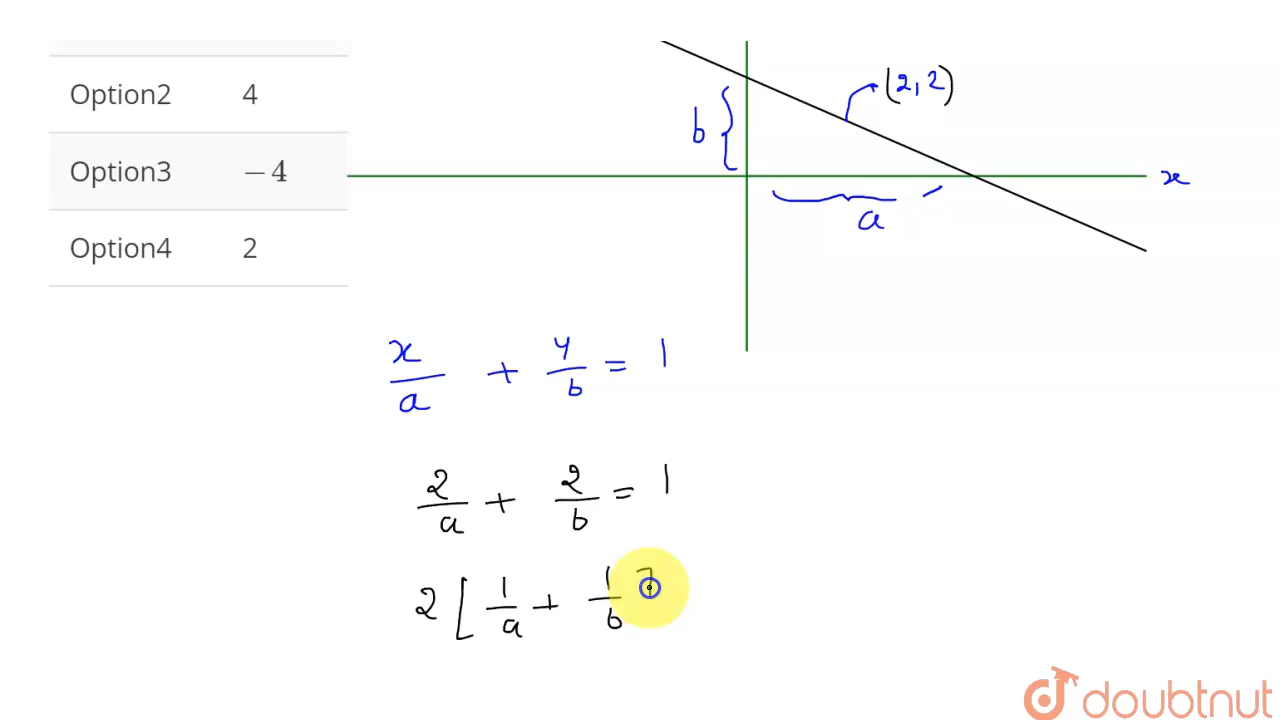 Option2 4
Option3 −4
Option4 2
(2,2)
b
x
a
x/a + y/b = 1
2/a + 2/b = 1
2[1/a + 1/b]
doubtnut